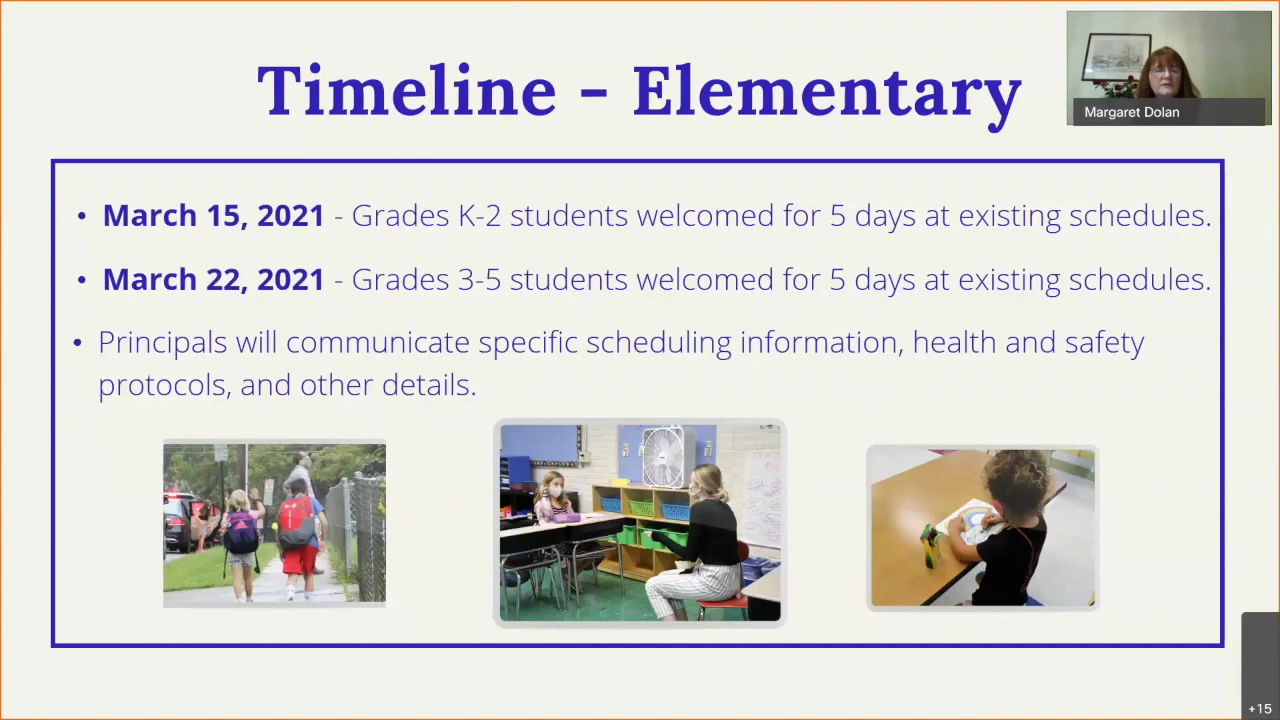 Timeline - Elementary
Margaret Dolan
• March 15, 2021 - Grades K-2 students welcomed for 5 days at existing schedules.
• March 22, 2021 - Grades 3-5 students welcomed for 5 days at existing schedules.
• Principals will communicate specific scheduling information, health and safety
protocols, and other details.
+15